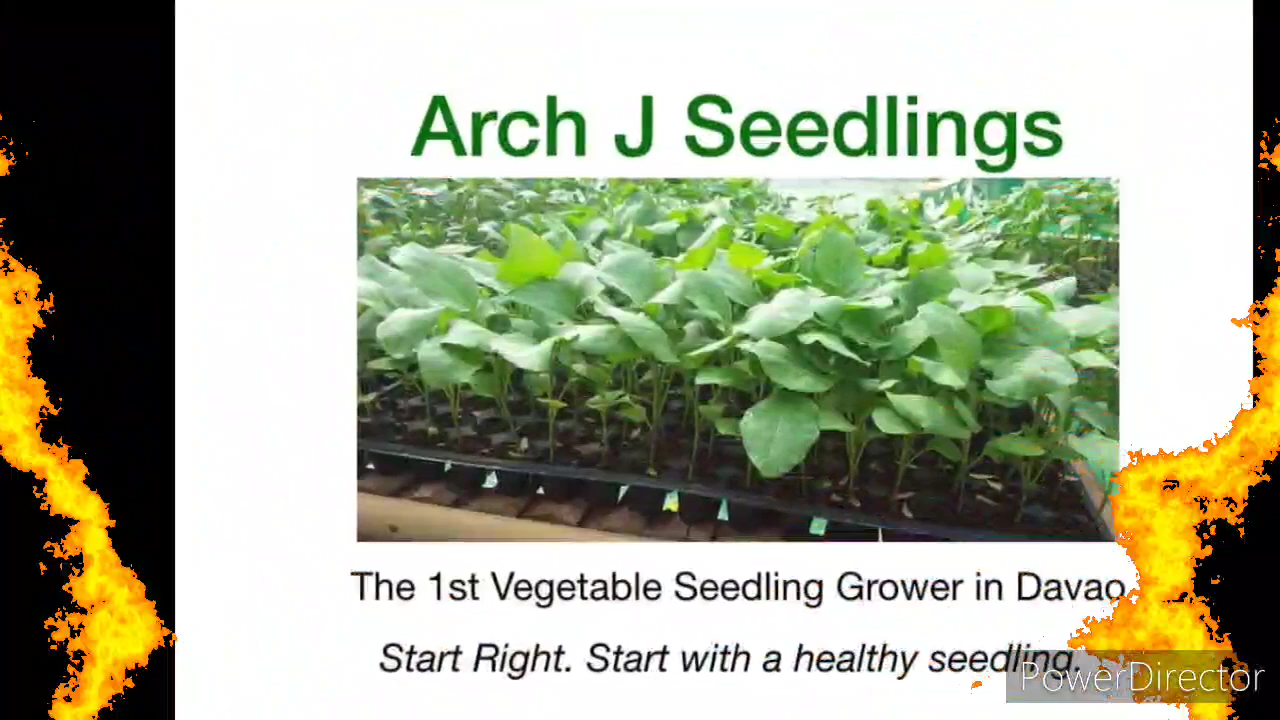 Arch J Seedlings
The 1st Vegetable Seedling Grower in Davao
Start Right. Start with a healthy seedling.
PowerDirector